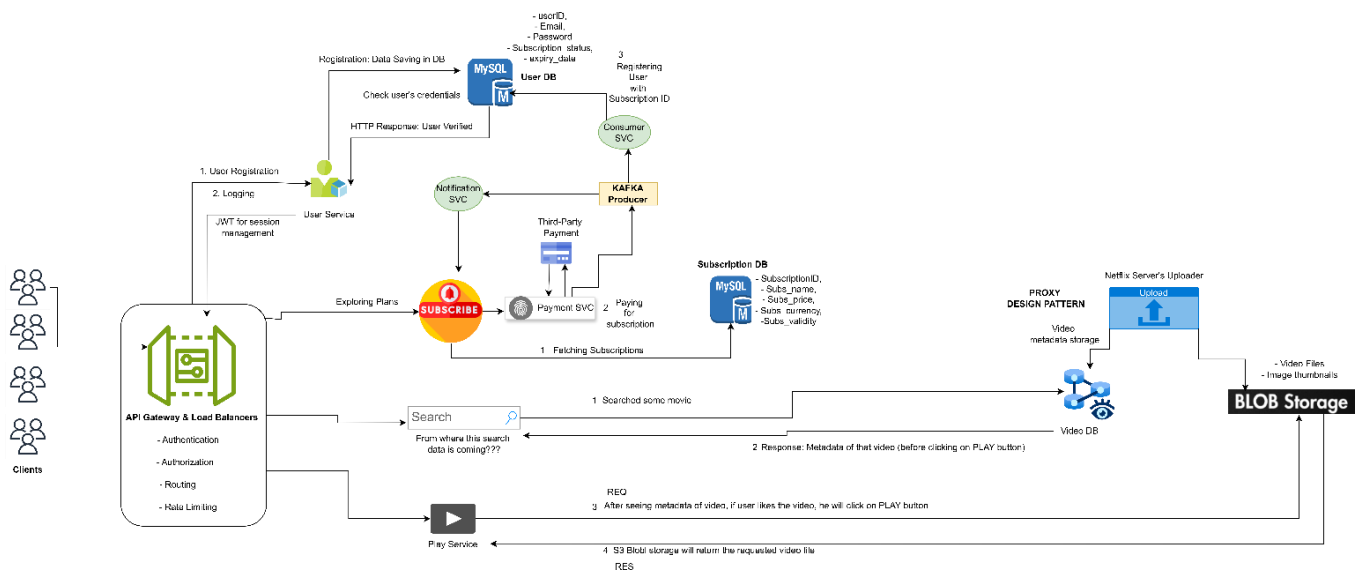 - userID,
- Email,
- Password
- Subscription_status,
- expiry_date
MySQL
User DB
Registration: Data Saving in DB
Check user's credentials
HTTP Response: User Verified
3
Registering
User
with
Subscription ID
Consumer
SVC
1. User Registration
2. Logging
User Service
JWT for session
management
Notification
SVC
KAFKA
Producer
Third-Party
Payment
Exploring Plans
SUBSCRIBE
Payment SVC
2 Paying
for
subscription
1 Fetching Subscriptions
Subscription DB
MySQL
- SubscriptionID,
- Subs_name,
- Subs_price,
- Subs_currency,
-Subs_validity
Netflix Server's Uploader
PROXY
DESIGN PATTERN
Upload
Video
metadata storage
- Video Files
- Image thumbnails
BLOB Storage
Video DB
API Gateway & Load Balancers
- Authentication
- Authorization
- Routing
- Rate Limiting
Clients
Search
From where this search
data is coming???
1 Searched some movie
2 Response: Metadata of that video (before clicking on PLAY button)
REQ
3 After seeing metadata of video, if user likes the video, he will click on PLAY button
Play Service
4 S3 Blobl storage will return the requested video file
RES